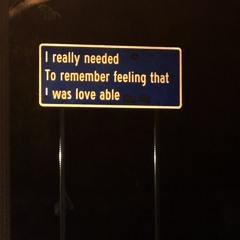 I really needed
To remember feeling that
I was love able